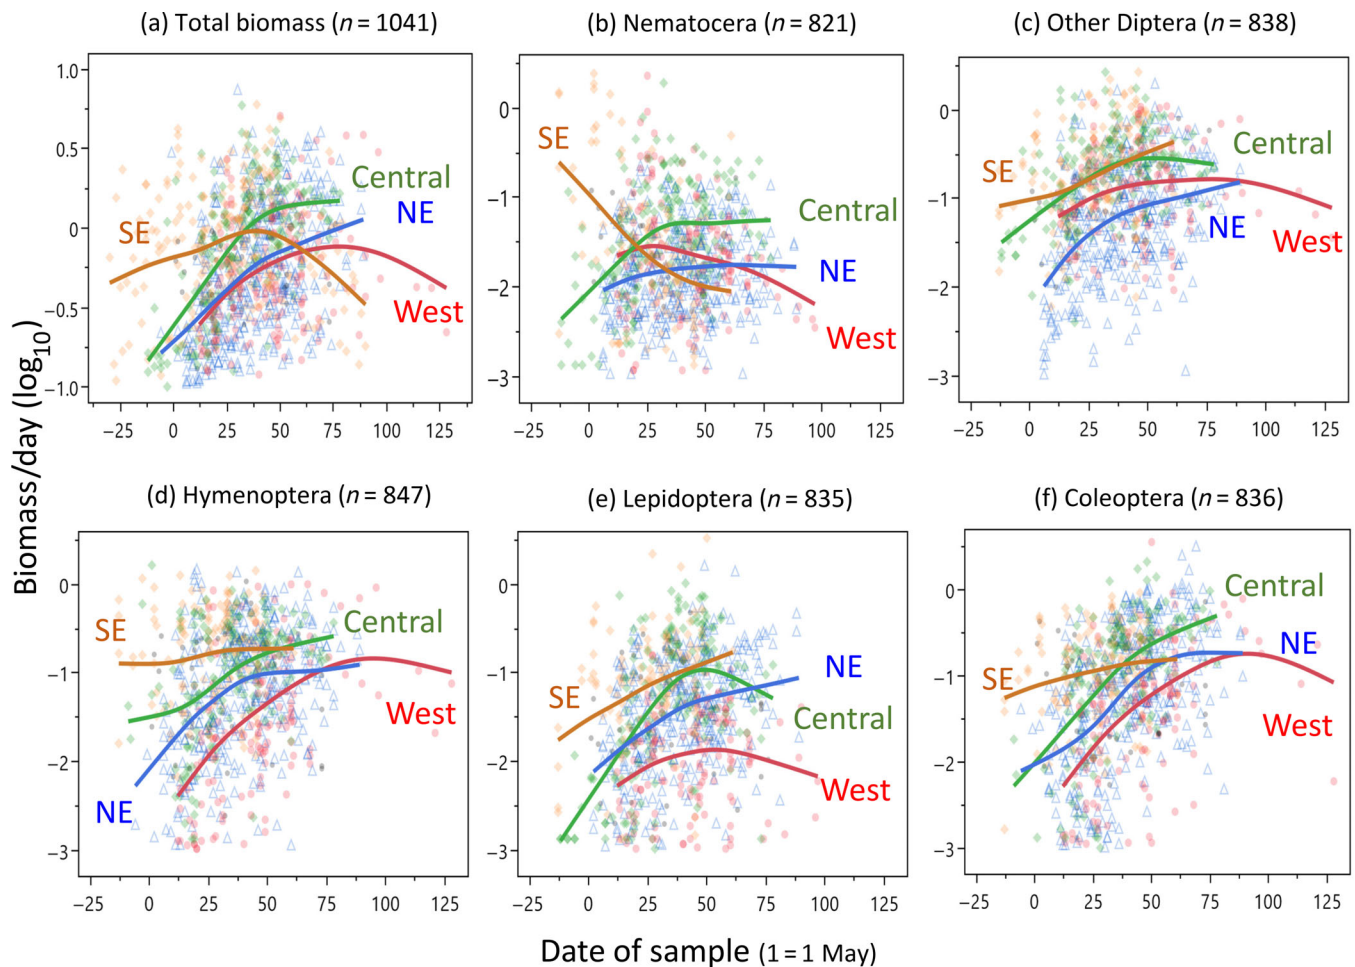 (a) Total biomass (n = 1041)
(b) Nematocera (n = 821)
(c) Other Diptera (n = 838)
1.0
0.5
0
−0.5
−1.0
−25 0 25 50 75 100 125
SE
Central
NE
West
0
−1
−2
−3
−25 0 25 50 75 100 125
SE
Central
NE
West
0
−1
−2
−3
−25 0 25 50 75 100 125
SE
Central
NE
West
(d) Hymenoptera (n = 847)
(e) Lepidoptera (n = 835)
(f) Coleoptera (n = 836)
0
−1
−2
−3
−25 0 25 50 75 100 125
SE
Central
West
NE
0
−1
−2
−3
−25 0 25 50 75 100 125
SE
NE
Central
West
0
−1
−2
−3
−25 0 25 50 75 100 125
SE
Central
NE
West
Biomass/day (log10)
Date of sample (1 = 1 May)